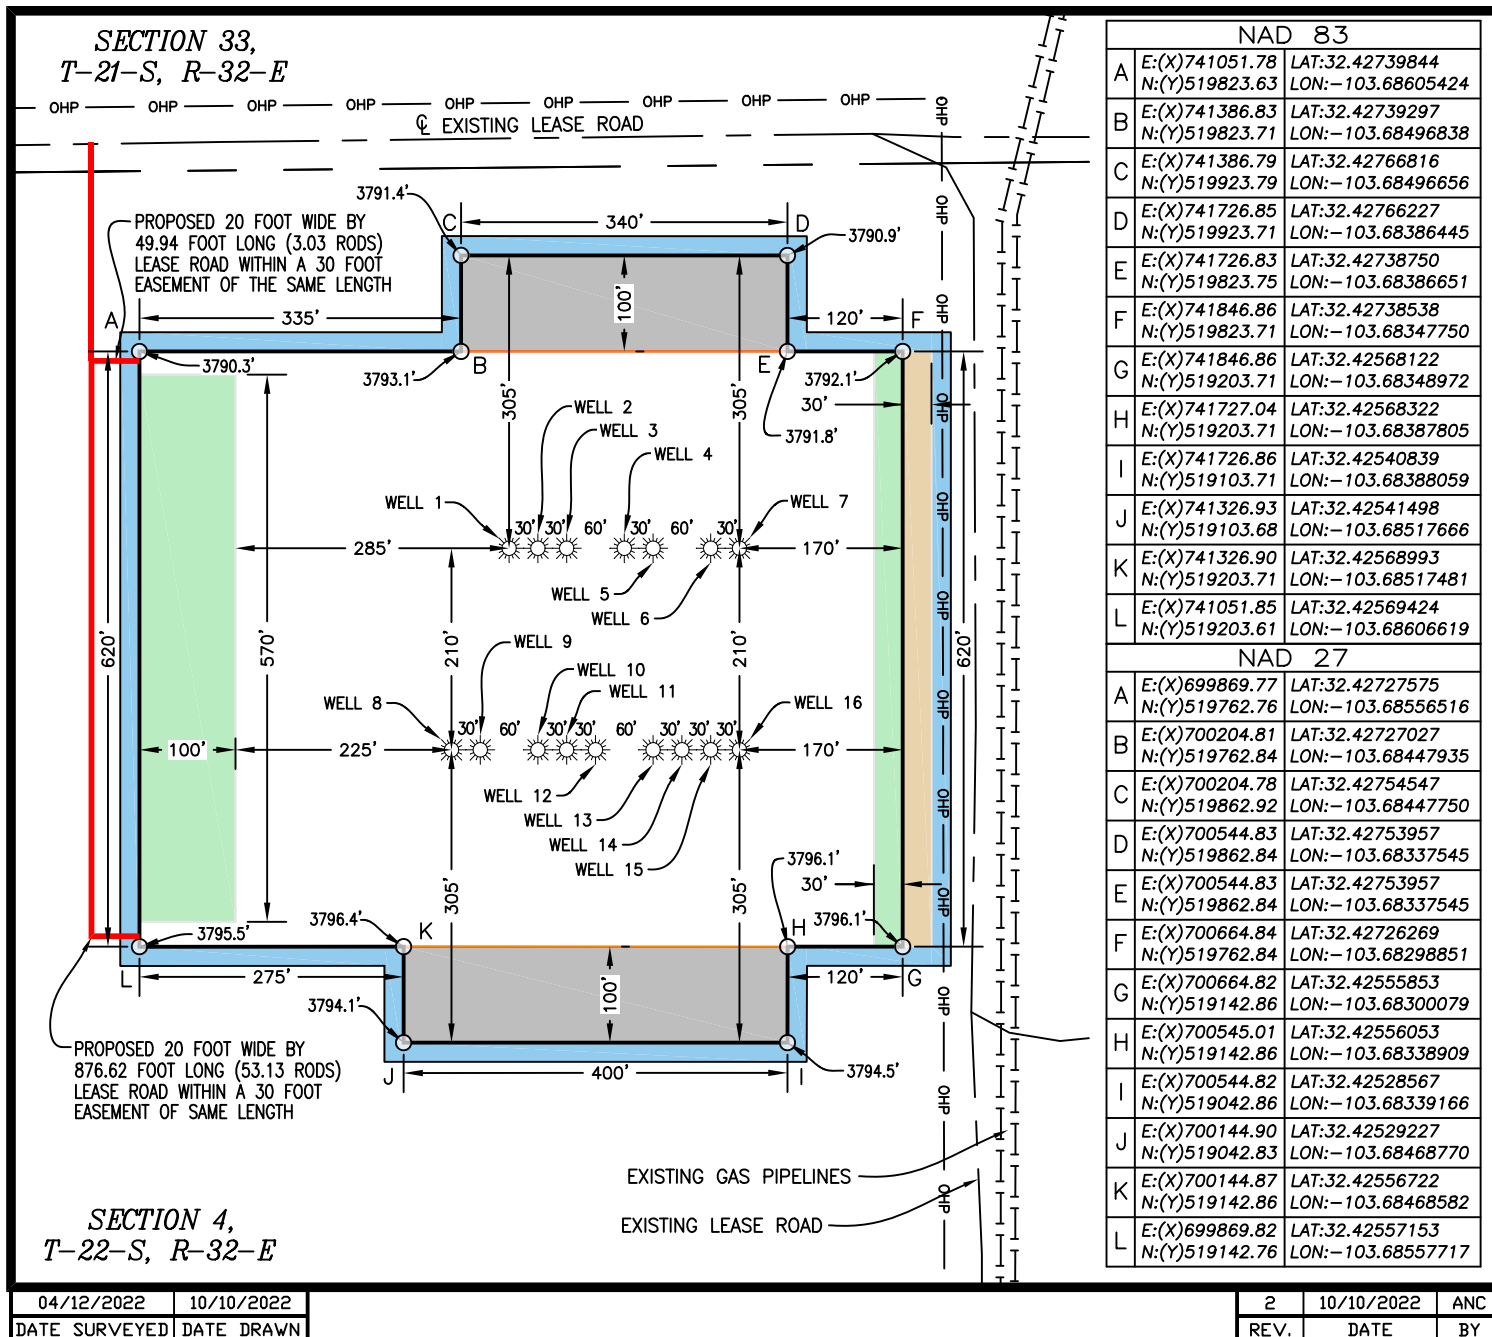 SECTION 33,
T-21-S, R-32-E
OHP OHP OHP OHP OHP OHP OHP OHP OHP
℄ EXISTING LEASE ROAD
OHP
3791.4'
C
340'
D
3790.9'
OHP
PROPOSED 20 FOOT WIDE BY
49.94 FOOT LONG (3.03 RODS)
LEASE ROAD WITHIN A 30 FOOT
EASEMENT OF THE SAME LENGTH
100'
A
335'
120'
F
OHP
B
E
3790.3'
3793.1'
3792.1'
305'
305'
30'
OHP
3791.8'
WELL 2
WELL 3
WELL 4
WELL 1
WELL 7
30' 30' 60' 30' 60' 30'
OHP
285'
170'
WELL 5
WELL 6
620'
570'
210'
210'
620'
OHP
WELL 9
WELL 10
WELL 11
WELL 8
WELL 16
30' 60' 30' 30' 60' 30' 30' 30'
OHP
100'
225'
170'
WELL 12
WELL 13
WELL 14
WELL 15
OHP
3796.1'
305'
305'
30'
OHP
3795.5'
3796.4'
K
H
3796.1'
L
275'
120'
G
100'
OHP
3794.1'
OHP
J
400'
I
3794.5'
OHP
PROPOSED 20 FOOT WIDE BY
876.62 FOOT LONG (53.13 RODS)
LEASE ROAD WITHIN A 30 FOOT
EASEMENT OF SAME LENGTH
EXISTING GAS PIPELINES
OHP
EXISTING LEASE ROAD
SECTION 4,
T-22-S, R-32-E
NAD 83
A E:(X)741051.78 LAT:32.42739844
N:(Y)519823.63 LON:-103.68605424
B E:(X)741386.83 LAT:32.42739297
N:(Y)519823.71 LON:-103.68496838
C E:(X)741386.79 LAT:32.42766816
N:(Y)519923.79 LON:-103.68496656
D E:(X)741726.85 LAT:32.42766227
N:(Y)519923.71 LON:-103.68386445
E E:(X)741726.83 LAT:32.42738750
N:(Y)519823.75 LON:-103.68386651
F E:(X)741846.86 LAT:32.42738538
N:(Y)519823.71 LON:-103.68347750
G E:(X)741846.86 LAT:32.42568122
N:(Y)519203.71 LON:-103.68348972
H E:(X)741727.04 LAT:32.42568322
N:(Y)519203.71 LON:-103.68387805
I E:(X)741726.86 LAT:32.42540839
N:(Y)519103.71 LON:-103.68388059
J E:(X)741326.93 LAT:32.42541498
N:(Y)519103.68 LON:-103.68517666
K E:(X)741326.90 LAT:32.42568993
N:(Y)519203.71 LON:-103.68517481
L E:(X)741051.85 LAT:32.42569424
N:(Y)519203.61 LON:-103.68606619
NAD 27
A E:(X)699869.77 LAT:32.42727575
N:(Y)519762.76 LON:-103.68556516
B E:(X)700204.81 LAT:32.42727027
N:(Y)519762.84 LON:-103.68447935
C E:(X)700204.78 LAT:32.42754547
N:(Y)519862.92 LON:-103.68447750
D E:(X)700544.83 LAT:32.42753957
N:(Y)519862.84 LON:-103.68337545
E E:(X)700544.83 LAT:32.42753957
N:(Y)519862.84 LON:-103.68337545
F E:(X)700664.84 LAT:32.42726269
N:(Y)519762.84 LON:-103.68298851
G E:(X)700664.82 LAT:32.42555853
N:(Y)519142.86 LON:-103.68300079
H E:(X)700545.01 LAT:32.42556053
N:(Y)519142.86 LON:-103.68338909
I E:(X)700544.82 LAT:32.42528567
N:(Y)519042.86 LON:-103.68339166
J E:(X)700144.90 LAT:32.42529227
N:(Y)519042.83 LON:-103.68468770
K E:(X)700144.87 LAT:32.42556722
N:(Y)519142.86 LON:-103.68468582
L E:(X)699869.82 LAT:32.42557153
N:(Y)519142.76 LON:-103.68557717
04/12/2022 10/10/2022
DATE SURVEYED DATE DRAWN
2 10/10/2022 ANC
REV. DATE BY